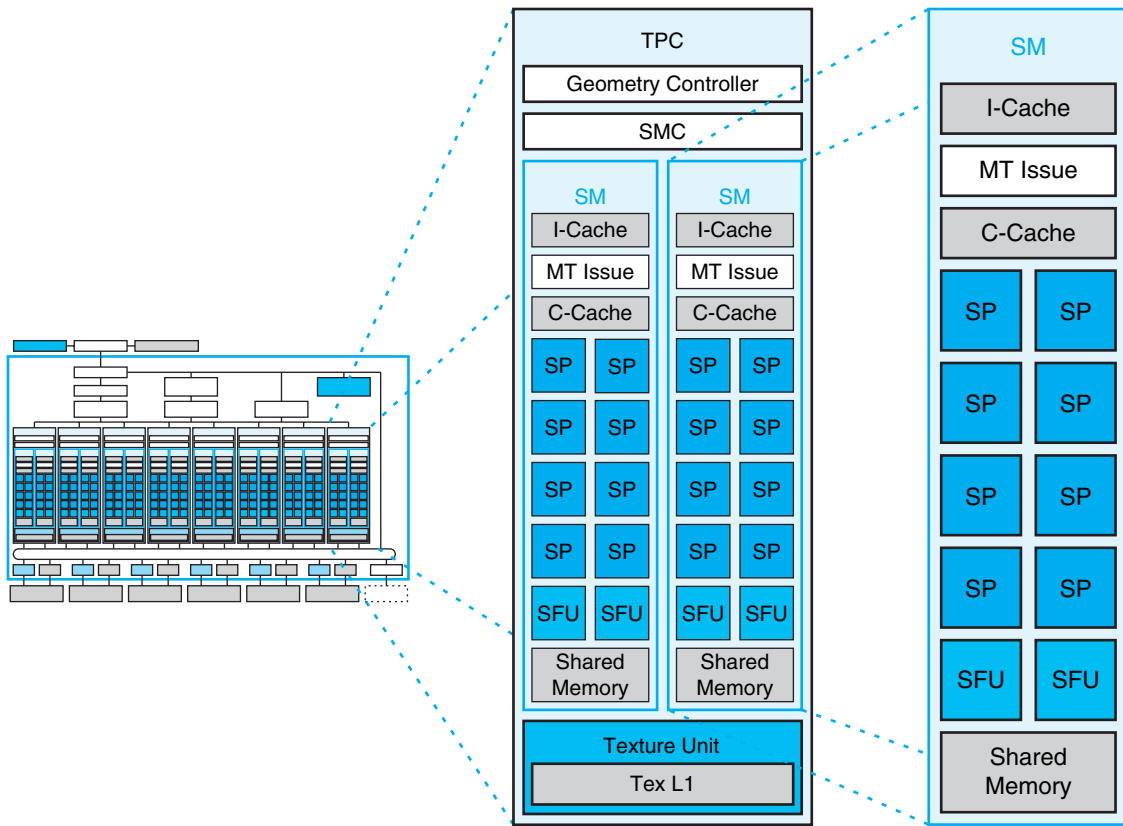 TPC
Geometry Controller
SMC
SM
I-Cache
MT Issue
C-Cache
SP SP
SP SP
SP SP
SP SP
SFU SFU
Shared
Memory
SM
I-Cache
MT Issue
C-Cache
SP SP
SP SP
SP SP
SP SP
SFU SFU
Shared
Memory
Texture Unit
Tex L1
SM
I-Cache
MT Issue
C-Cache
SP SP
SP SP
SP SP
SP SP
SFU SFU
Shared
Memory